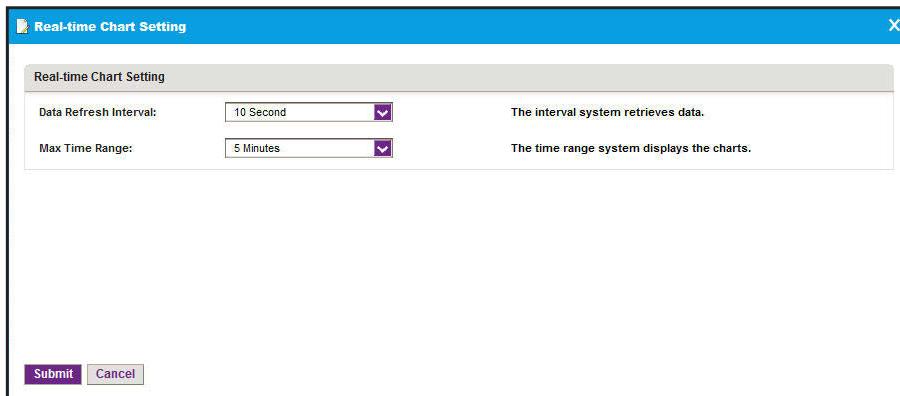 Real-time Chart Setting
X
Real-time Chart Setting
Data Refresh Interval: 10 Second The interval system retrieves data.
Max Time Range: 5 Minutes The time range system displays the charts.
Submit Cancel